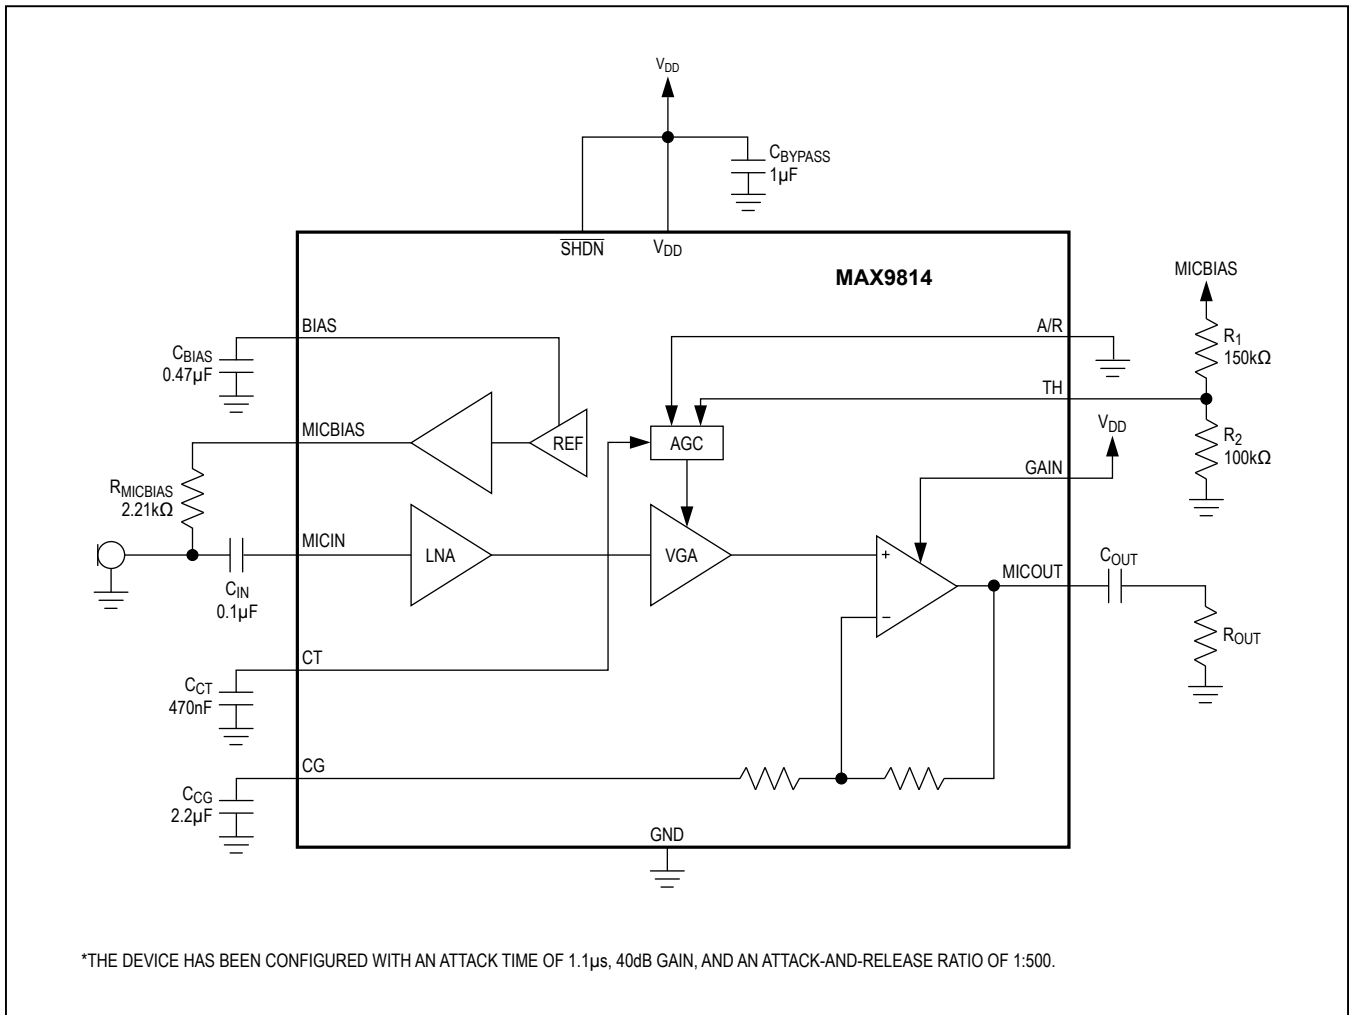 VDD
CBYPASS
1µF
SHDN
VDD
MAX9814
MICBIAS
BIAS
A/R
R1
150kΩ
CBIAS
0.47µF
TH
MICBIAS
REF
AGC
VDD
R2
100kΩ
GAIN
RMICBIAS
2.21kΩ
MICIN
LNA
VGA
+
−
MICOUT
COUT
CIN
0.1µF
ROUT
CT
CCT
470nF
CG
CCG
2.2µF
GND
*THE DEVICE HAS BEEN CONFIGURED WITH AN ATTACK TIME OF 1.1µs, 40dB GAIN, AND AN ATTACK-AND-RELEASE RATIO OF 1:500.